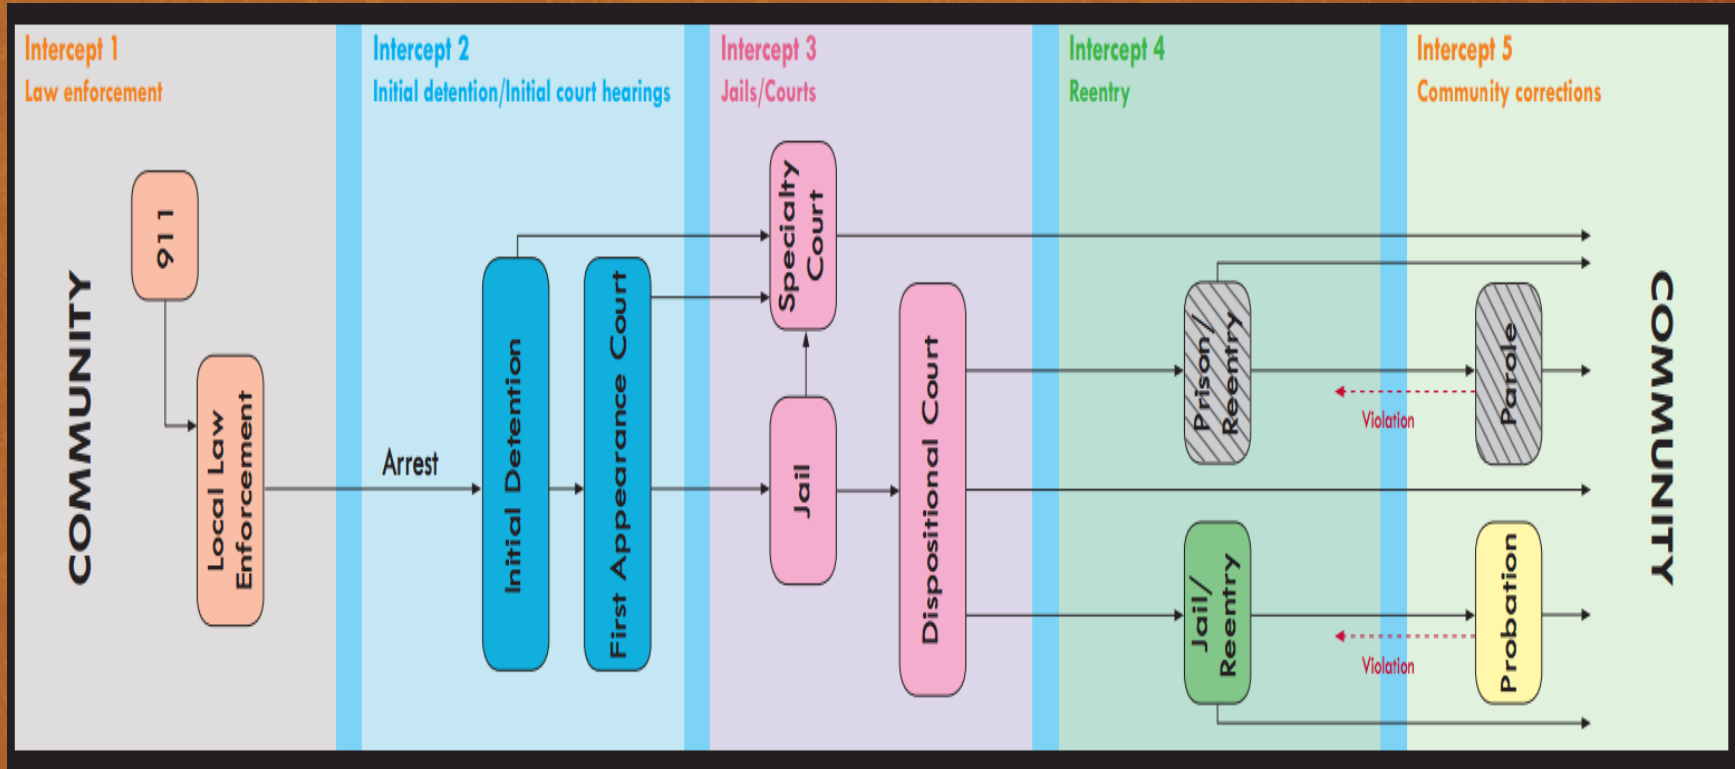 Intercept 1
Law enforcement
Intercept 2
Initial detention/Initial court hearings
Intercept 3
Jails/Courts
Intercept 4
Reentry
Intercept 5
Community corrections
COMMUNITY
911
Local Law
Enforcement
Arrest
Initial Detention
First Appearance Court
Specialty
Court
Jail
Dispositional Court
Prison/
Reentry
Jail/
Reentry
Violation
Violation
Parole
Probation
COMMUNITY